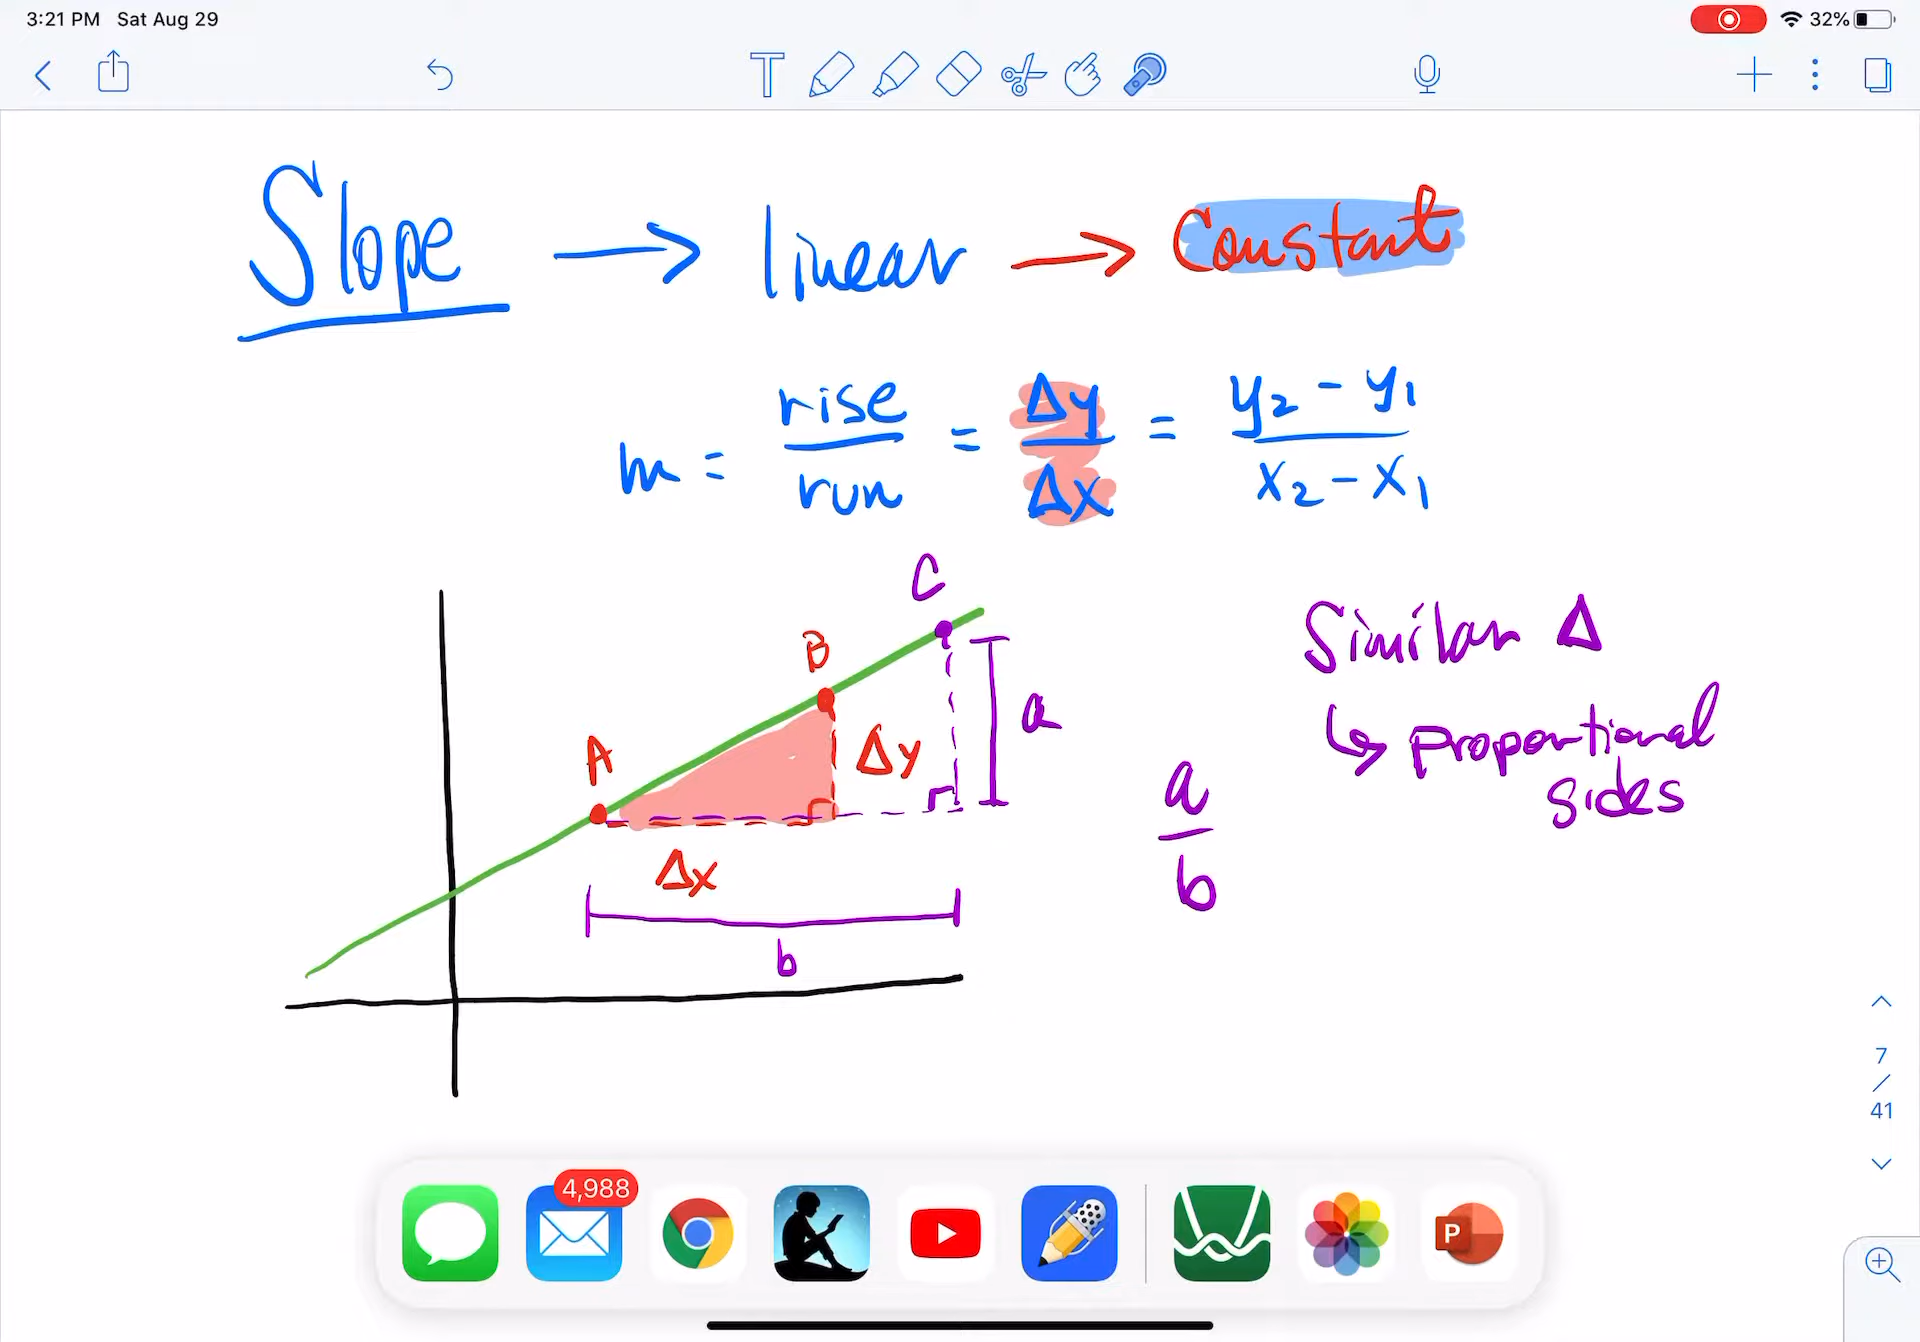 3:21 PM Sat Aug 29
32%
Slope → linear → Constant
m = rise/run = Δy/Δx = y₂ - y₁/x₂ - x₁
C
Similar Δ
B
A
Δy
a
↳ proportional
sides
a/b
Δx
b
7
/
41
4,988
P